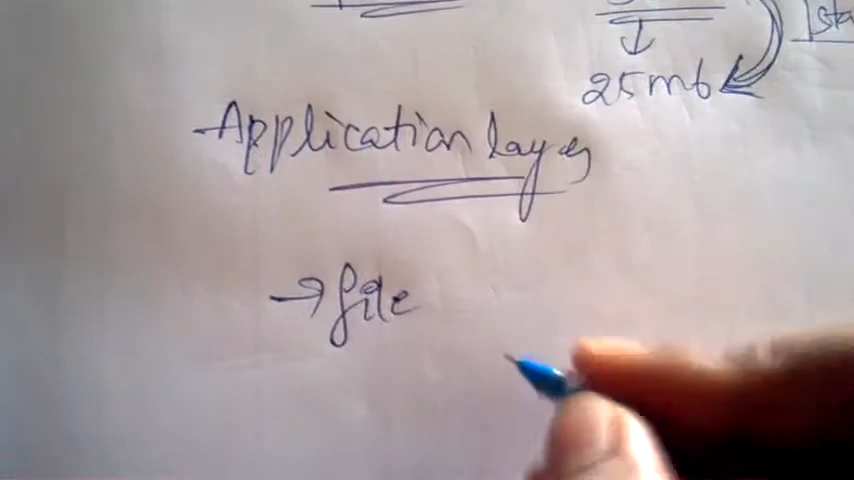 25mb
Application layer
→ file